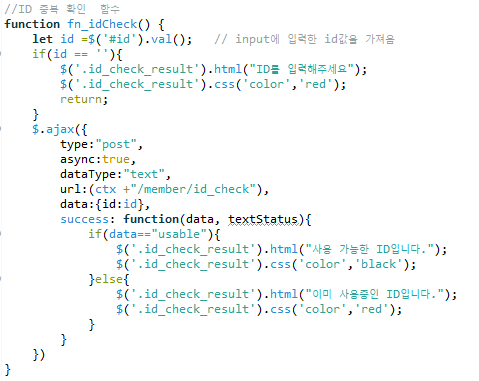 //ID 중복 확인  함수
function fn_idCheck() {
    let id =$('#id').val();   // input에 입력한 id값을 가져옴
    if(id == ''){
        $('.id_check_result').html("ID를 입력해주세요");
        $('.id_check_result').css('color','red');
        return;
    }
    $.ajax({
        type:"post",
        async:true,
        dataType:"text",
        url:(ctx +"/member/id_check"),
        data:{id:id},
        success: function(data, textStatus){
            if(data=="usable"){
                $('.id_check_result').html("사용 가능한 ID입니다.");
                $('.id_check_result').css('color','black');
            }else{
                $('.id_check_result').html("이미 사용중인 ID입니다.");
                $('.id_check_result').css('color','red');
            }
        }
    })
}